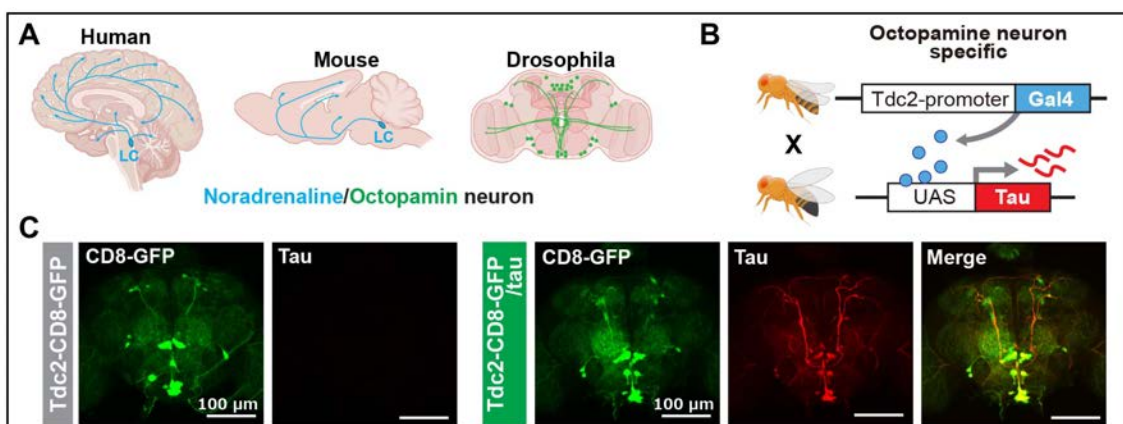 A
Human
LC
Mouse
LC
Drosophila
Noradrenaline/Octopamin neuron
B
Octopamine neuron
specific
Tdc2-promoter
Gal4
X
UAS
Tau
C
Tdc2-CD8-GFP
CD8-GFP
100 μm
Tau
Tdc2-CD8-GFP
/tau
CD8-GFP
100 μm
Tau
Merge